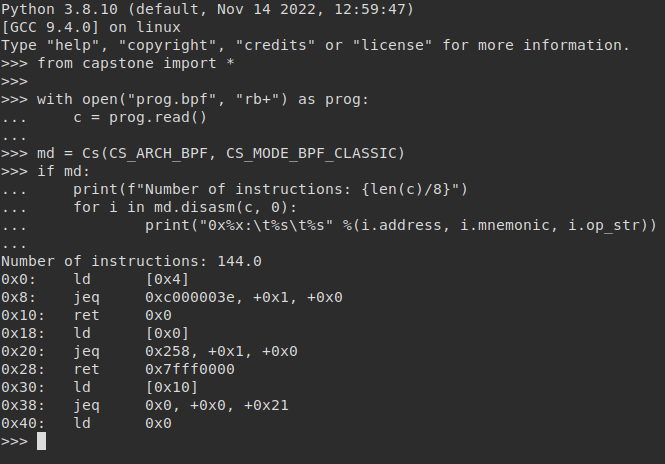 Python 3.8.10 (default, Nov 14 2022, 12:59:47)
[GCC 9.4.0] on linux
Type "help", "copyright", "credits" or "license" for more information.
>>> from capstone import *
>>>
>>> with open("prog.bpf", "rb+") as prog:
...     c = prog.read()
...
>>> md = Cs(CS_ARCH_BPF, CS_MODE_BPF_CLASSIC)
>>> if md:
...     print(f"Number of instructions: {len(c)/8}")
...     for i in md.disasm(c, 0):
...             print("0x%x:\t%s\t%s" %(i.address, i.mnemonic, i.op_str))
...
Number of instructions: 144.0
0x0:    ld      [0x4]
0x8:    jeq     0xc000003e, +0x1, +0x0
0x10:   ret     0x0
0x18:   ld      [0x0]
0x20:   jeq     0x258, +0x1, +0x0
0x28:   ret     0x7fff0000
0x30:   ld      [0x10]
0x38:   jeq     0x0, +0x0, +0x21
0x40:   ld      0x0
>>>